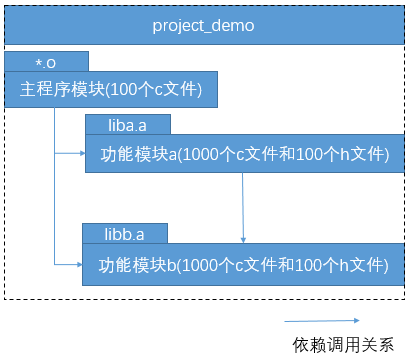 project_demo
*.o
主程序模块(100个c文件)
liba.a
功能模块a(1000个c文件和100个h文件)
libb.a
功能模块b(1000个c文件和100个h文件)
依赖调用关系